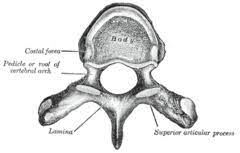 Body
Costal fovea
Pedicle or root of
vertebral arch
Lamina
Superior articular process